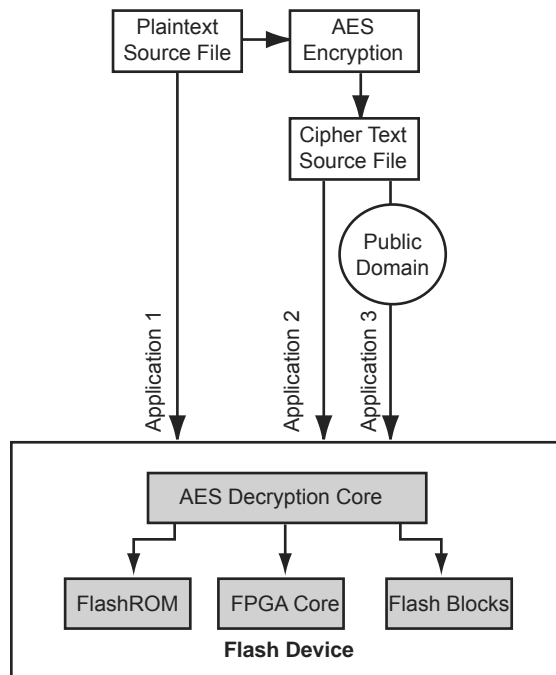 Plaintext
Source File
AES
Encryption
Cipher Text
Source File
Public
Domain
Application 1
Application 2
Application 3
AES Decryption Core
FlashROM
FPGA Core
Flash Blocks
Flash Device